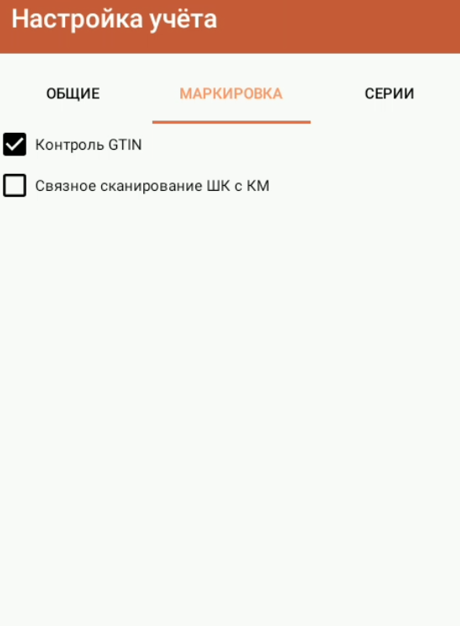 Настройка учёта
ОБЩИЕ МАРКИРОВКА СЕРИИ
Контроль GTIN
Связное сканирование ШК с КМ